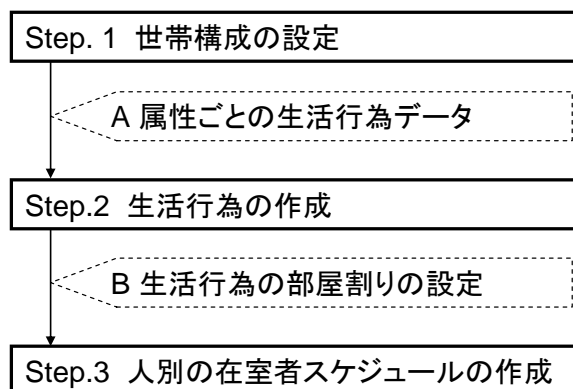 Step. 1 世帯構成の設定
A 属性ごとの生活行為データ
Step.2 生活行為の作成
B 生活行為の部屋割りの設定
Step.3 人別の在室者スケジュールの作成